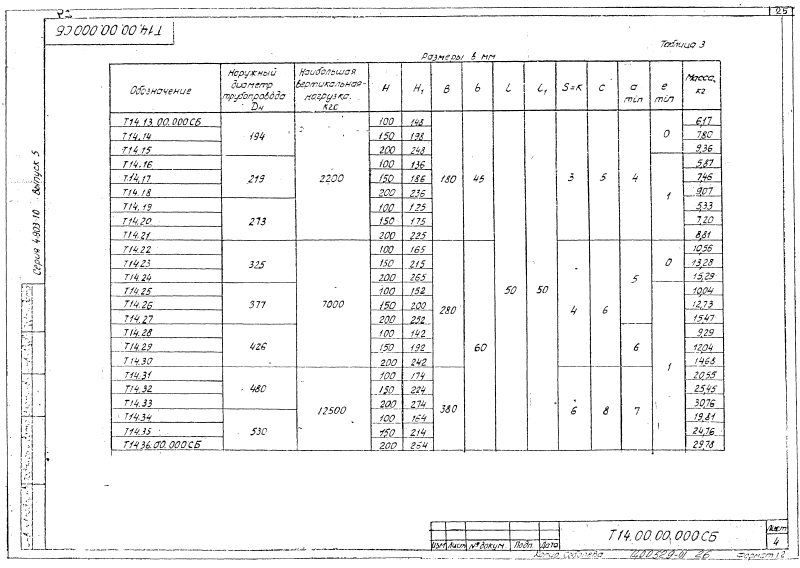 25
Т14.00.00.000СБ
Таблица 3
Размеры в мм
Обозначение | Наружный диаметр трубопровода Dн | Наибольшая вертикальная нагрузка, кгс | H | H₁ | B | b | L | L₁ | S=K | C | a min | e min | Масса, кг
Т14.13.00.000СБ | 194 | 2200 | 100 | 148 | 180 | 45 | 50 | 50 | 3 | 5 | 4 | 0 | 6,17
Т14.14 | 150 | 198 | 7,80
Т14.15 | 200 | 248 | 9,36
Т14.16 | 219 | 100 | 136 | 1 | 5,87
Т14.17 | 150 | 186 | 7,46
Т14.18 | 200 | 236 | 9,07
Т14.19 | 273 | 100 | 125 | 5,33
Т14.20 | 150 | 175 | 7,20
Т14.21 | 200 | 225 | 8,81
Т14.22 | 325 | 7000 | 100 | 165 | 280 | 60 | 4 | 6 | 5 | 0 | 10,56
Т14.23 | 150 | 215 | 13,28
Т14.24 | 200 | 265 | 15,29
Т14.25 | 377 | 100 | 152 | 1 | 10,04
Т14.26 | 150 | 200 | 12,73
Т14.27 | 200 | 252 | 15,47
Т14.28 | 426 | 100 | 142 | 6 | 9,29
Т14.29 | 150 | 192 | 12,04
Т14.30 | 200 | 242 | 14,68
Т14.31 | 480 | 12500 | 100 | 174 | 380 | 6 | 8 | 7 | 20,55
Т14.32 | 150 | 224 | 25,45
Т14.33 | 200 | 274 | 30,76
Т14.34 | 530 | 100 | 164 | 19,81
Т14.35 | 150 | 214 | 24,76
Т14.36.00.000СБ | 200 | 264 | 29,78
Серия 4.903-10 Выпуск 5
Изм Лист № докум. Подп. Дата
Т14.00.00.000СБ
Лист
4
Копир. Соболева
Формат 12